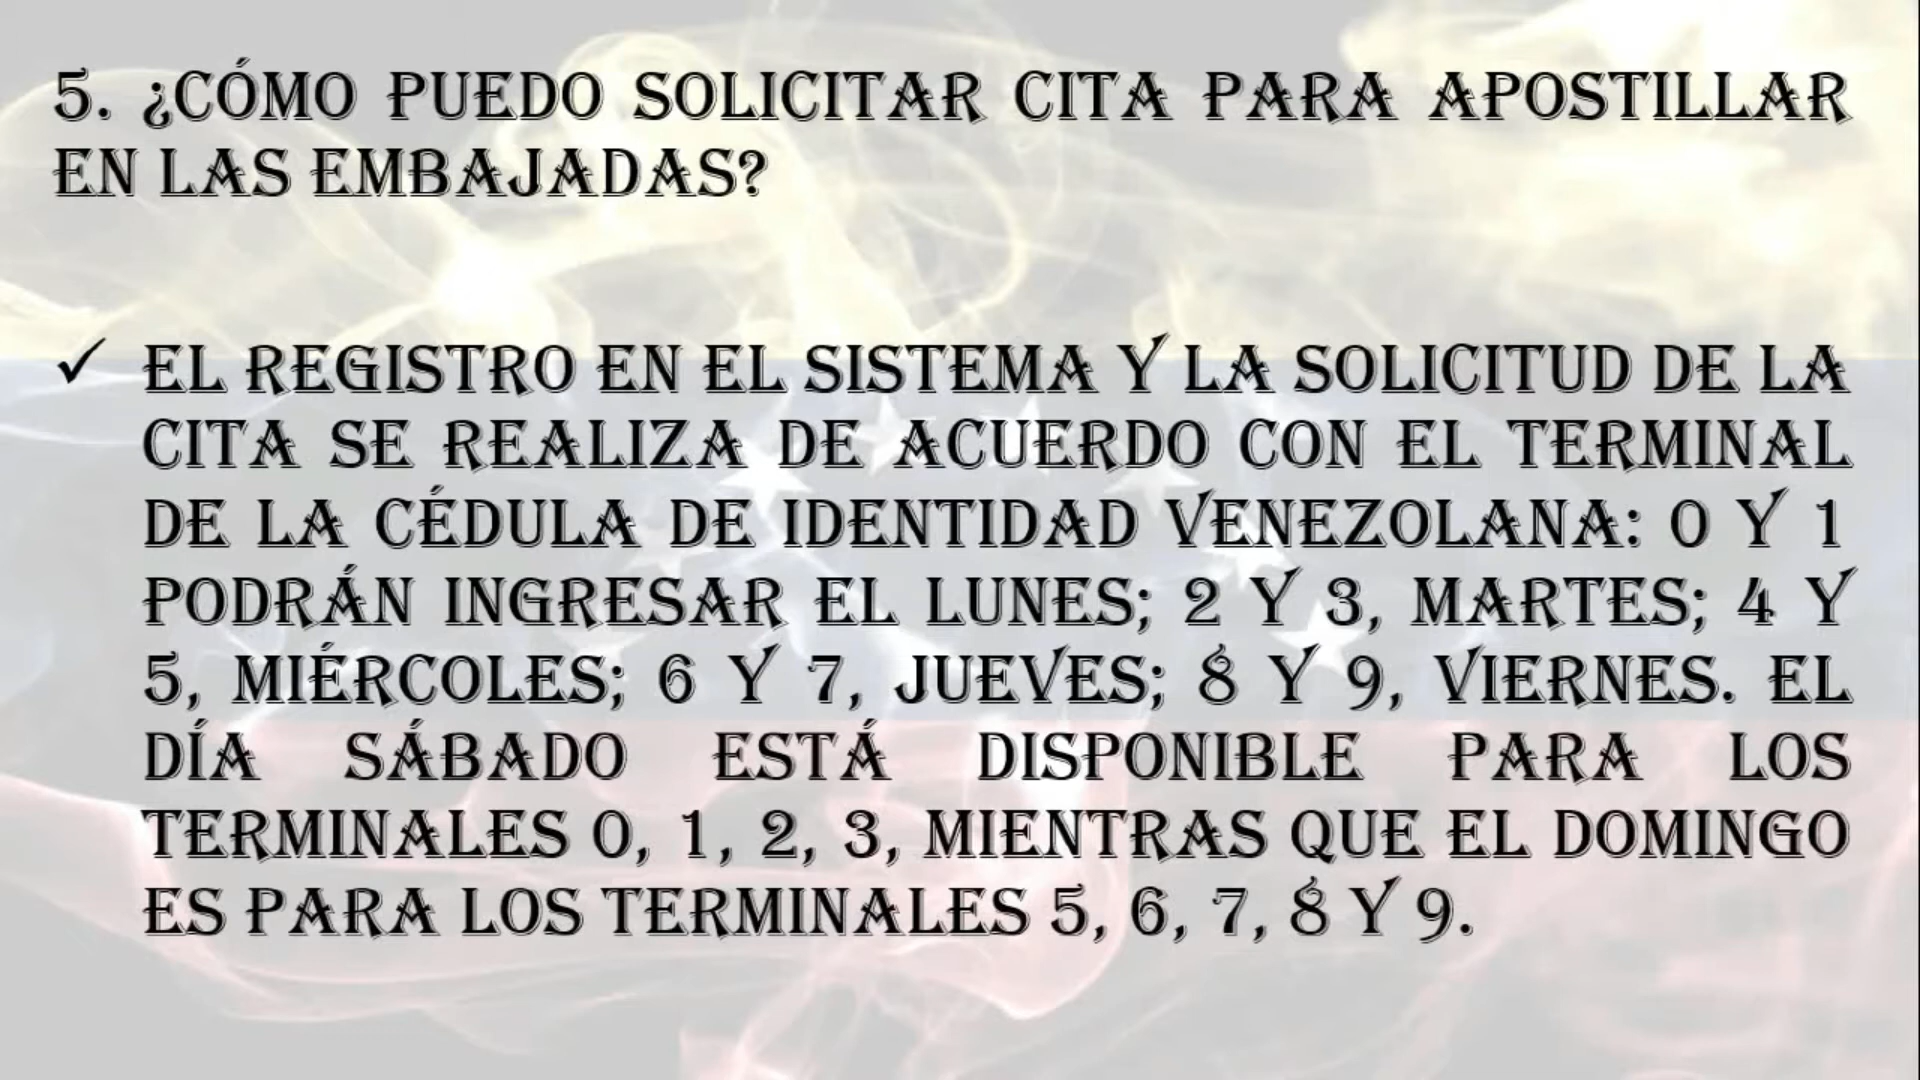 5. ¿CÓMO PUEDO SOLICITAR CITA PARA APOSTILLAR
EN LAS EMBAJADAS?
✓ EL REGISTRO EN EL SISTEMA Y LA SOLICITUD DE LA
CITA SE REALIZA DE ACUERDO CON EL TERMINAL
DE LA CÉDULA DE IDENTIDAD VENEZOLANA: 0 Y 1
PODRÁN INGRESAR EL LUNES; 2 Y 3, MARTES; 4 Y
5, MIÉRCOLES; 6 Y 7, JUEVES; 8 Y 9, VIERNES. EL
DÍA SÁBADO ESTÁ DISPONIBLE PARA LOS
TERMINALES 0, 1, 2, 3, MIENTRAS QUE EL DOMINGO
ES PARA LOS TERMINALES 5, 6, 7, 8 Y 9.